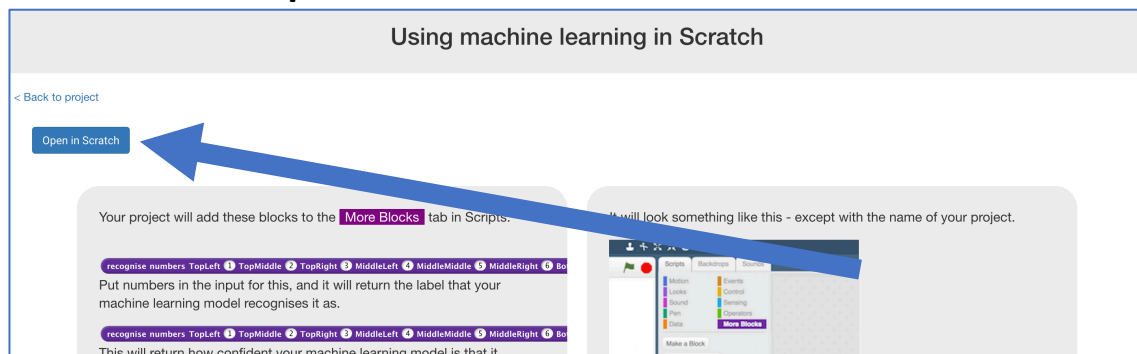 Using machine learning in Scratch
< Back to project
Open in Scratch
Your project will add these blocks to the More Blocks tab in Scripts.
recognise numbers TopLeft 1 TopMiddle 2 TopRight 3 MiddleLeft 4 MiddleMiddle 5 MiddleRight 6 Bo
Put numbers in the input for this, and it will return the label that your
machine learning model recognises it as.
recognise numbers TopLeft 1 TopMiddle 2 TopRight 3 MiddleLeft 4 MiddleMiddle 5 MiddleRight 6 Bo
This will return how confident your machine learning model is that it
It will look something like this - except with the name of your project.
Scripts Backdrops Sounds
Motion Events
Looks Control
Sound Sensing
Pen Operators
Data More Blocks
Make a Block